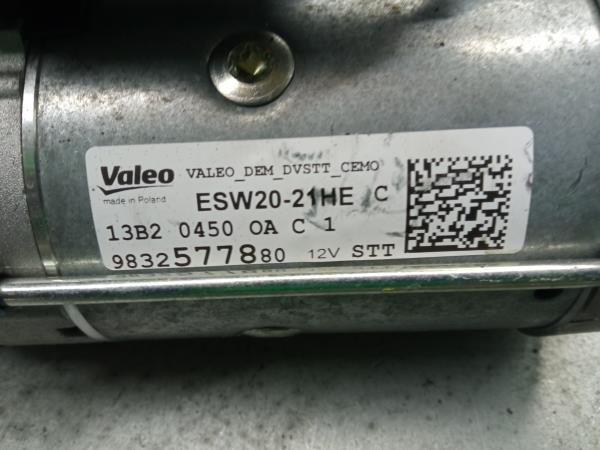 Valeo VALEO_DEM_DVSTT_CEMO
made in Poland ESW20-21HE C
13B2 0450 OA C 1
9832577880 12V STT